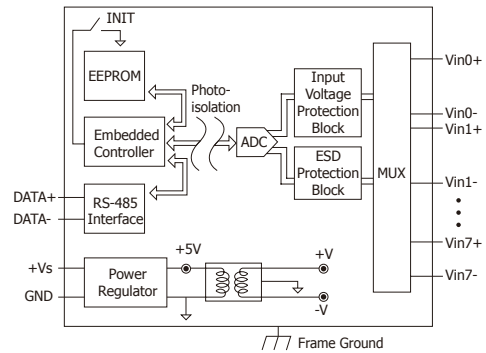 INIT
EEPROM
Photo-
isolation
Input
Voltage
Protection
Block
Vin0+
Embedded
Controller
ADC
Vin0-
Vin1+
ESD
Protection
Block
MUX
DATA+
DATA-
RS-485
Interface
Vin1-
+Vs
GND
Power
Regulator
+5V
+V
-V
Vin7+
Vin7-
Frame Ground